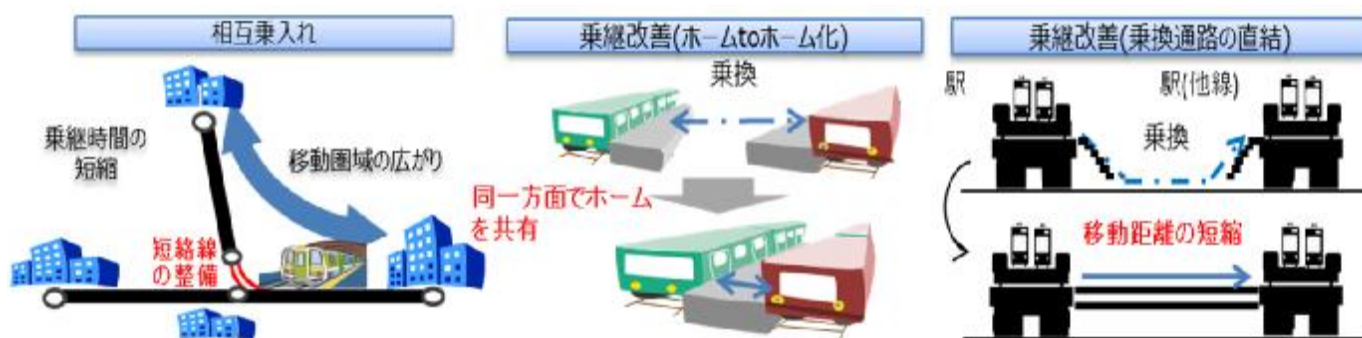 相互乗入れ
乗継時間の
短縮
移動圏域の広がり
短絡線
の整備
乗継改善(ホームtoホーム化)
乗換
同一方面でホーム
を共有
乗継改善(乗換通路の直結)
駅
駅(他線)
乗換
移動距離の短縮